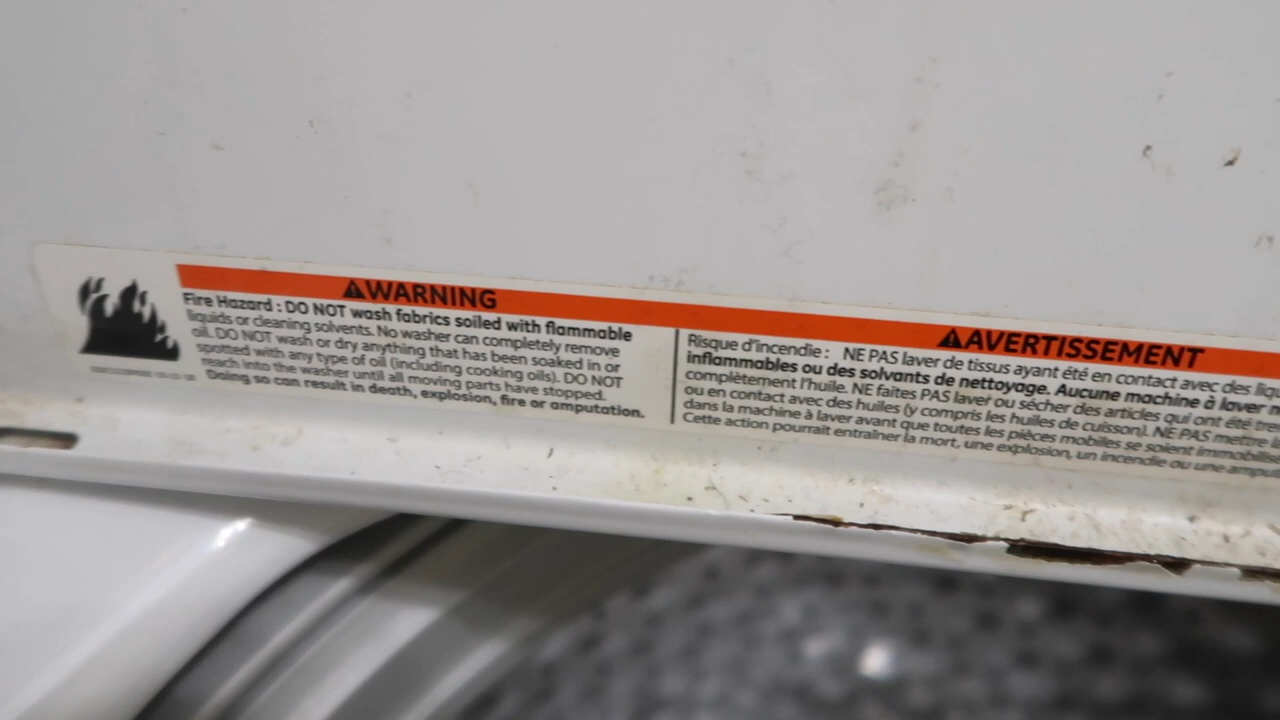 WARNING
Fire Hazard : DO NOT wash fabrics soiled with flammable
liquids or cleaning solvents. No washer can completely remove
oil. DO NOT wash or dry anything that has been soaked in or
spotted with any type of oil (including cooking oils). DO NOT
reach into the washer until all moving parts have stopped.
Doing so can result in death, explosion, fire or amputation.
AVERTISSEMENT
Risque d'incendie : NE PAS laver de tissus ayant été en contact avec des
inflammables ou des solvants de nettoyage. Aucune machine à laver
complètement l'huile. NE faites PAS laver ou sécher des articles qui ont été
ou en contact avec des huiles (y compris les huiles de cuisson). NE PAS mettre
dans la machine à laver avant que toutes les pièces mobiles se soient
Cette action pourrait entraîner la mort, une explosion, un incendie ou une